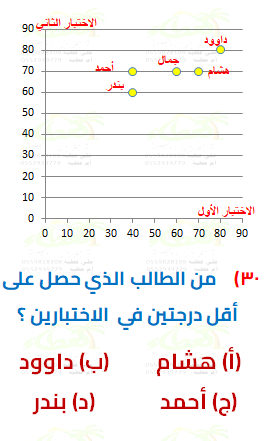 الاختبار الثاني
90
80
70
60
50
40
30
20
10
0
داوود
جمال
هشام
أحمد
بندر
الاختبار الأول
0 10 20 30 40 50 60 70 80 90
٣٠) من الطالب الذي حصل على
أقل درجتين في الاختبارين ؟
(أ) هشام (ب) داوود
(ج) أحمد (د) بندر